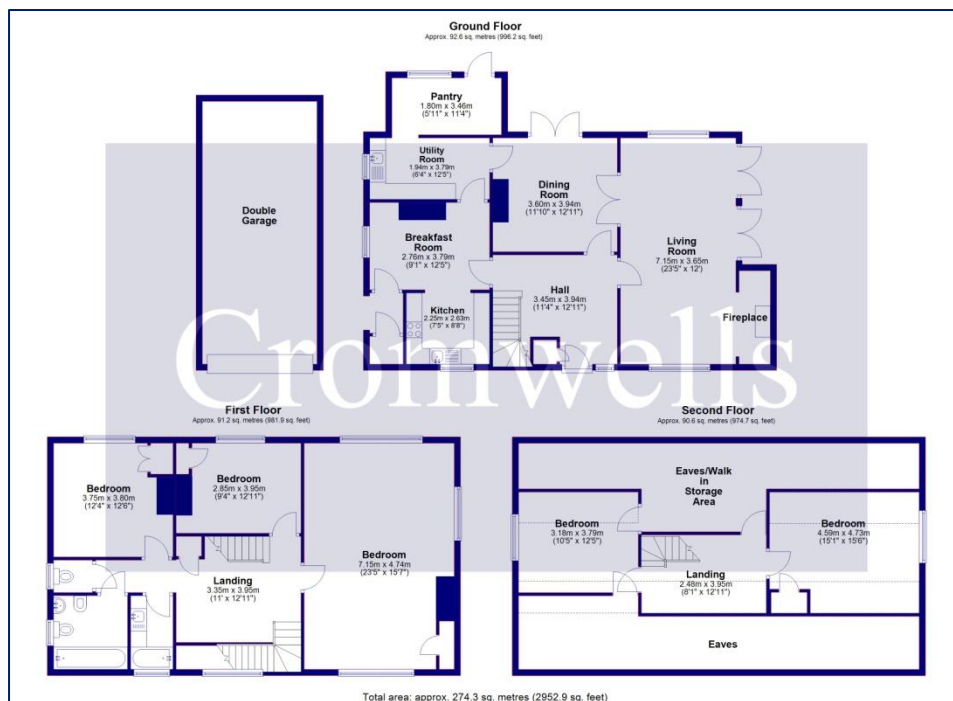 Ground Floor
Approx. 92.6 sq. metres (996.2 sq. feet)
Pantry
1.80m x 3.46m
(5'11" x 11'4")
Utility
Room
1.94m x 3.79m
(6'4" x 12'5")
Double
Garage
Dining
Room
3.60m x 3.94m
(11'10" x 12'11")
Breakfast
Room
2.76m x 3.79m
(9'1" x 12'5")
Living
Room
7.15m x 3.65m
(23'5" x 12')
Hall
3.45m x 3.94m
(11'4" x 12'11")
Kitchen
2.25m x 2.63m
(7'5" x 8'8")
Fireplace
Cromwells
First Floor
Approx. 91.2 sq. metres (981.9 sq. feet)
Bedroom
3.75m x 3.80m
(12'4" x 12'6")
Bedroom
2.85m x 3.95m
(9'4" x 12'11")
Bedroom
7.15m x 4.74m
(23'5" x 15'7")
Landing
3.35m x 3.95m
(11' x 12'11")
Second Floor
Approx. 90.6 sq. metres (974.7 sq. feet)
Eaves/Walk
in
Storage
Area
Bedroom
3.18m x 3.79m
(10'5" x 12'5")
Bedroom
4.59m x 4.73m
(15'1" x 15'6")
Landing
2.48m x 3.95m
(8'1" x 12'11")
Eaves
Total area: approx. 274.3 sq. metres (2952.9 sq. feet)